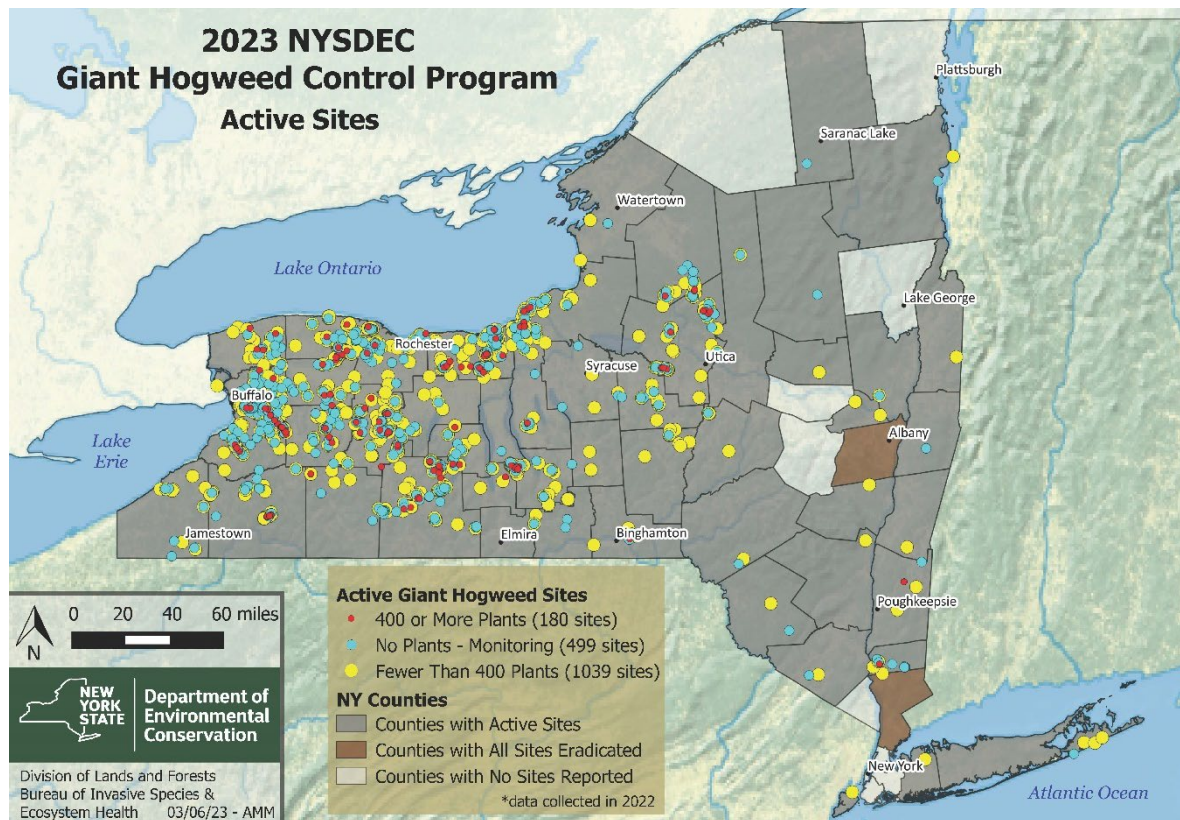 2023 NYSDEC
Giant Hogweed Control Program
Active Sites
Plattsburgh
Saranac Lake
Watertown
Lake Ontario
Lake George
Rochester
Syracuse
Utica
Buffalo
Lake
Erie
Albany
Jamestown
Elmira
Binghamton
Poughkeepsie
New York
Atlantic Ocean
0 20 40 60 miles
N
NEW
YORK
STATE
Department of
Environmental
Conservation
Division of Lands and Forests
Bureau of Invasive Species &
Ecosystem Health 03/06/23 - AMM
Active Giant Hogweed Sites
400 or More Plants (180 sites)
No Plants - Monitoring (499 sites)
Fewer Than 400 Plants (1039 sites)
NY Counties
Counties with Active Sites
Counties with All Sites Eradicated
Counties with No Sites Reported
*data collected in 2022